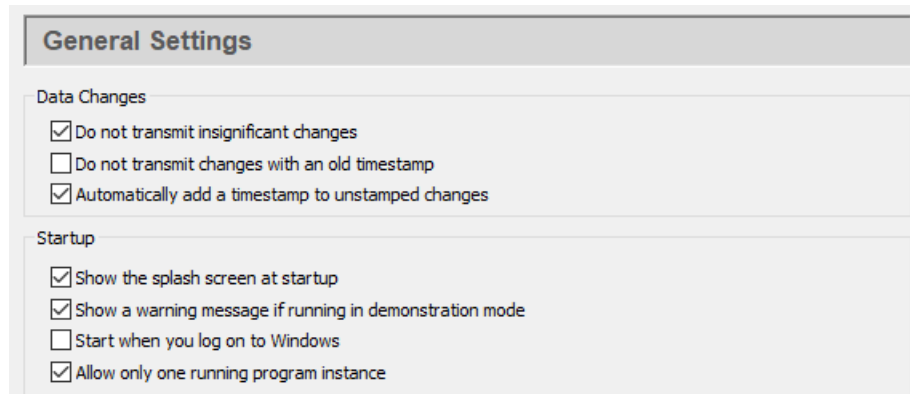 General Settings
Data Changes
Do not transmit insignificant changes
Do not transmit changes with an old timestamp
Automatically add a timestamp to unstamped changes
Startup
Show the splash screen at startup
Show a warning message if running in demonstration mode
Start when you log on to Windows
Allow only one running program instance